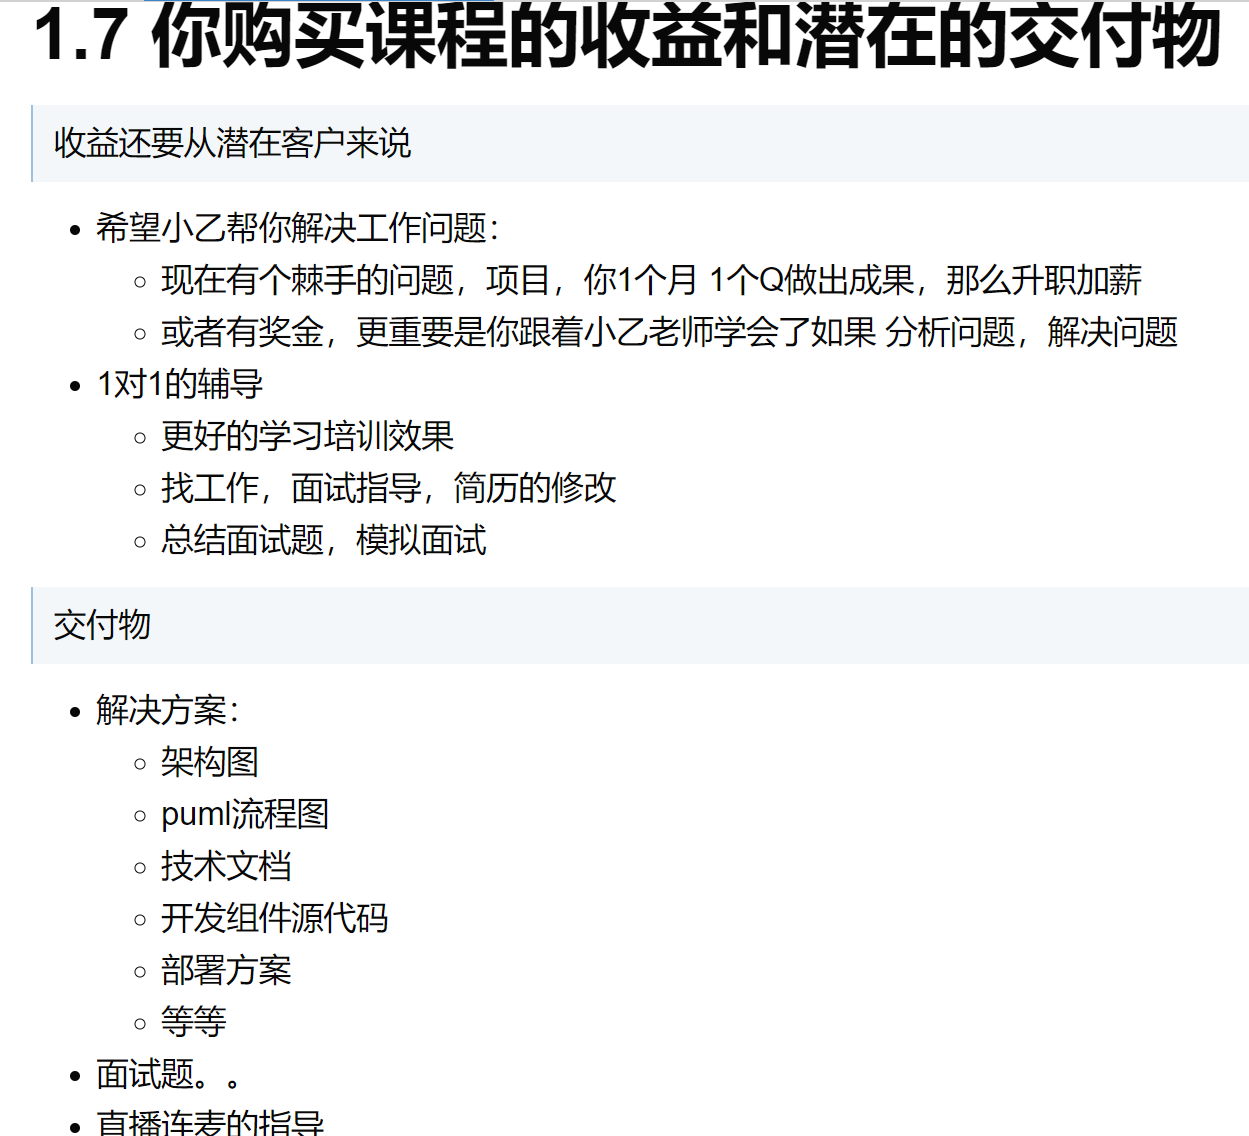 1.7 你购买课程的收益和潜在的交付物
收益还要从潜在客户来说
希望小乙帮你解决工作问题：
现在有个棘手的问题，项目，你1个月 1个Q做出成果，那么升职加薪
或者有奖金，更重要是你跟着小乙老师学会了如果 分析问题，解决问题
1对1的辅导
更好的学习培训效果
找工作，面试指导，简历的修改
总结面试题，模拟面试
交付物
解决方案：
架构图
puml流程图
技术文档
开发组件源代码
部署方案
等等
面试题。。
直播连麦的指导